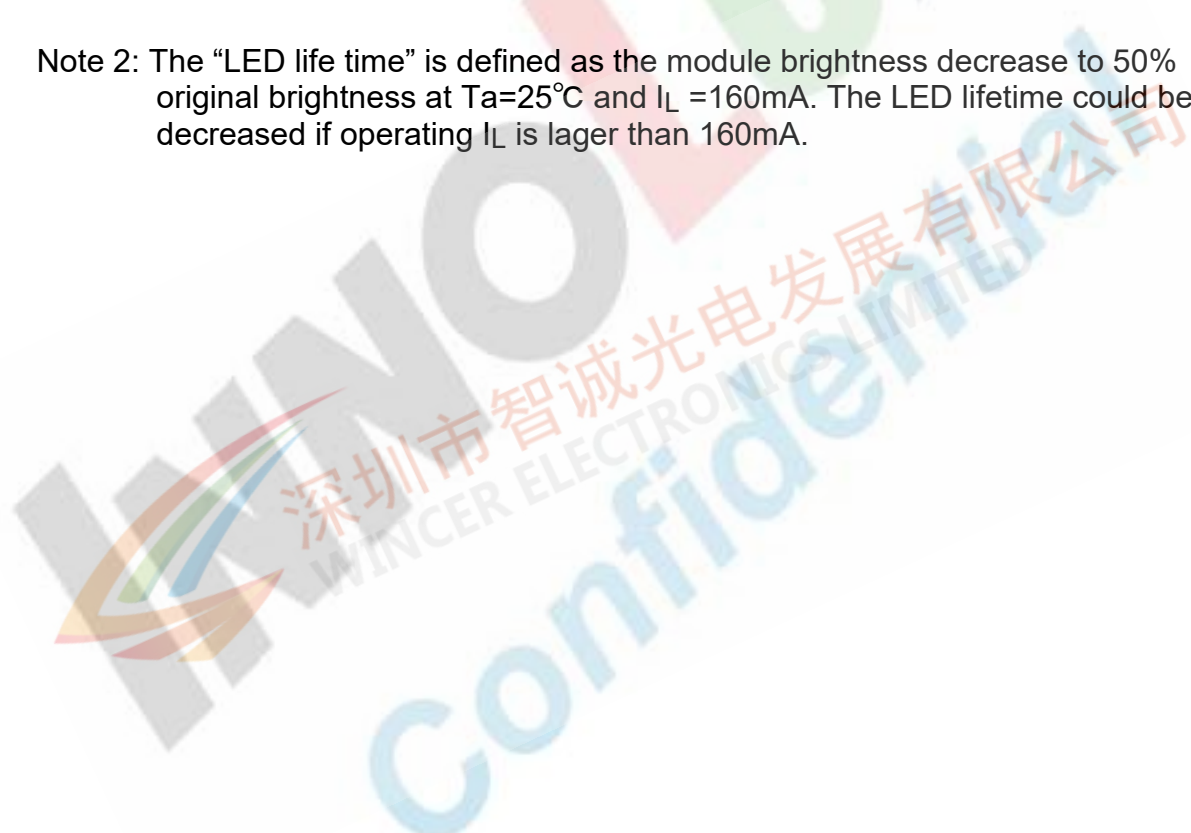 Note 2: The “LED life time” is defined as the module brightness decrease to 50%
original brightness at Ta=25℃ and IL =160mA. The LED lifetime could be
decreased if operating IL is lager than 160mA.
INNOL
深圳市智诚光电发展有限公司
WINCER ELECTRONICS LIMITED
Confidential